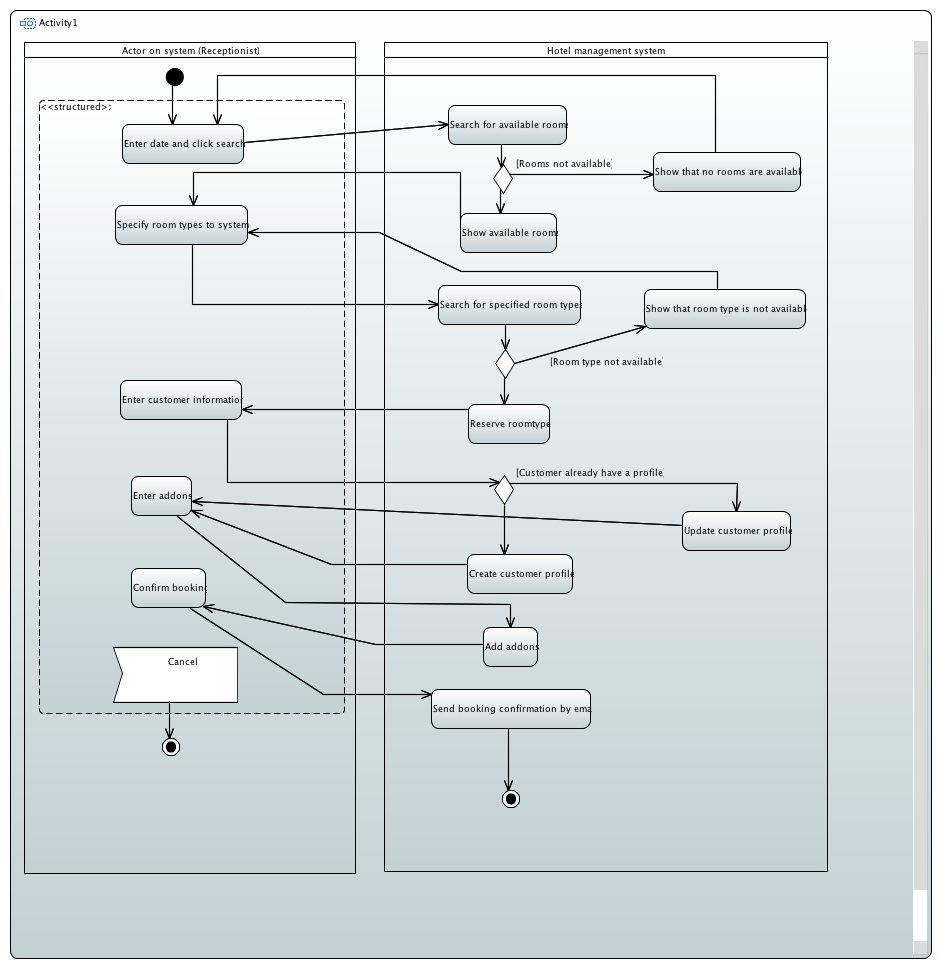 Activity1
Actor on system (Receptionist)
Hotel management system
<<structured>>:
Enter date and click search
Search for available rooms
[Rooms not available]
Show that no rooms are availabl
Specify room types to system
Show available rooms
Search for specified room types
Show that room type is not availabl
[Room type not available]
Enter customer information
Reserve roomtype
[Customer already have a profile]
Enter addons
Update customer profile
Create customer profile
Confirm booking
Add addons
Cancel
Send booking confirmation by ema